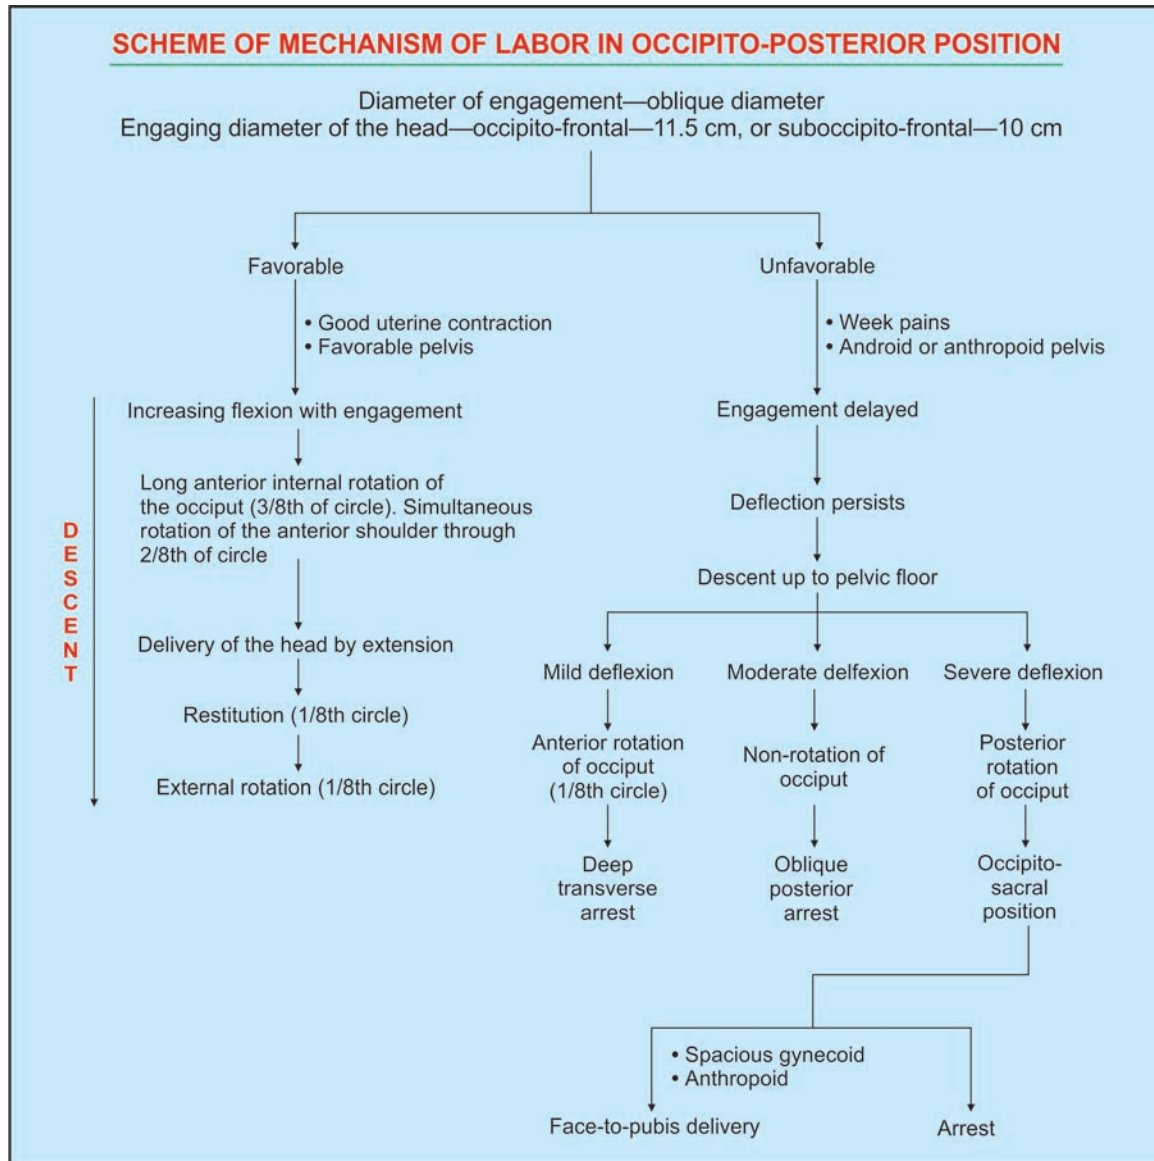 SCHEME OF MECHANISM OF LABOR IN OCCIPITO-POSTERIOR POSITION
Diameter of engagement—oblique diameter
Engaging diameter of the head—occipito-frontal—11.5 cm, or suboccipito-frontal—10 cm
Favorable
• Good uterine contraction
• Favorable pelvis
DESCENT
Increasing flexion with engagement
Long anterior internal rotation of
the occiput (3/8th of circle). Simultaneous
rotation of the anterior shoulder through
2/8th of circle
Delivery of the head by extension
Restitution (1/8th circle)
External rotation (1/8th circle)
Unfavorable
• Week pains
• Android or anthropoid pelvis
Engagement delayed
Deflection persists
Descent up to pelvic floor
Mild deflexion
Anterior rotation
of occiput
(1/8th circle)
Deep
transverse
arrest
Moderate delfexion
Non-rotation of
occiput
Oblique
posterior
arrest
Severe deflexion
Posterior
rotation
of occiput
Occipito-
sacral
position
• Spacious gynecoid
• Anthropoid
Face-to-pubis delivery
Arrest